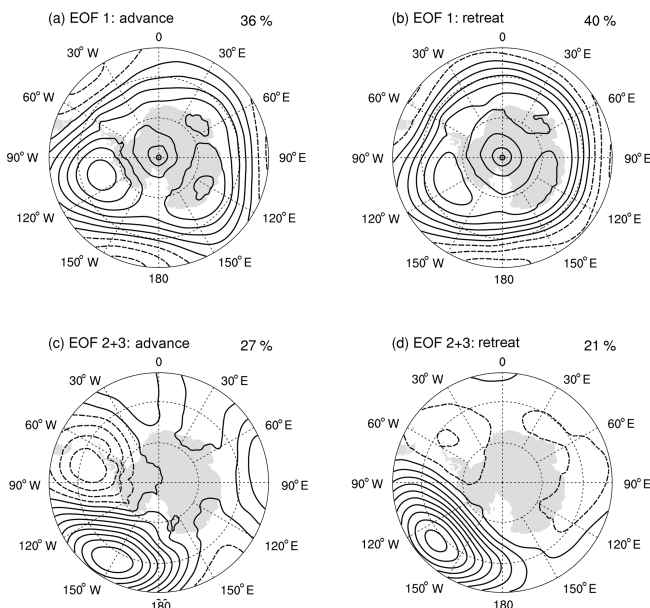 (a) EOF 1: advance 36 %
0
30° W 30° E
60° W 60° E
90° W 90° E
120° W 120° E
150° W 150° E
180
(b) EOF 1: retreat 40 %
0
30° W 30° E
60° W 60° E
90° W 90° E
120° W 120° E
150° W 150° E
180
(c) EOF 2+3: advance 27 %
0
30° W 30° E
60° W 60° E
90° W 90° E
120° W 120° E
150° W 150° E
180
(d) EOF 2+3: retreat 21 %
0
30° W 30° E
60° W 60° E
90° W 90° E
120° W 120° E
150° W 150° E
180